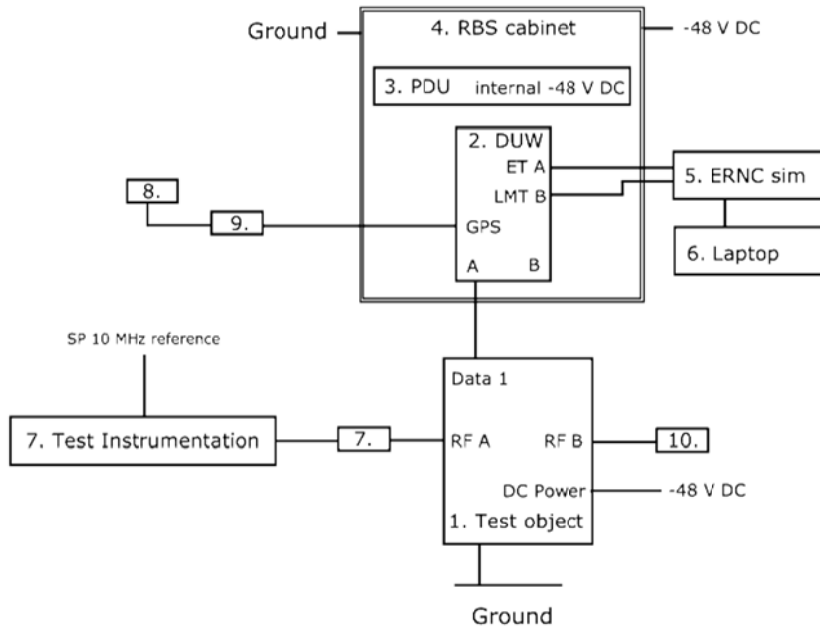 Ground
4. RBS cabinet
-48 V DC
3. PDU internal -48 V DC
2. DUW
ET A
5. ERNC sim
LMT B
8.
9.
GPS
6. Laptop
A B
SP 10 MHz reference
Data 1
7. Test Instrumentation
7.
RF A RF B
10.
DC Power
-48 V DC
1. Test object
Ground